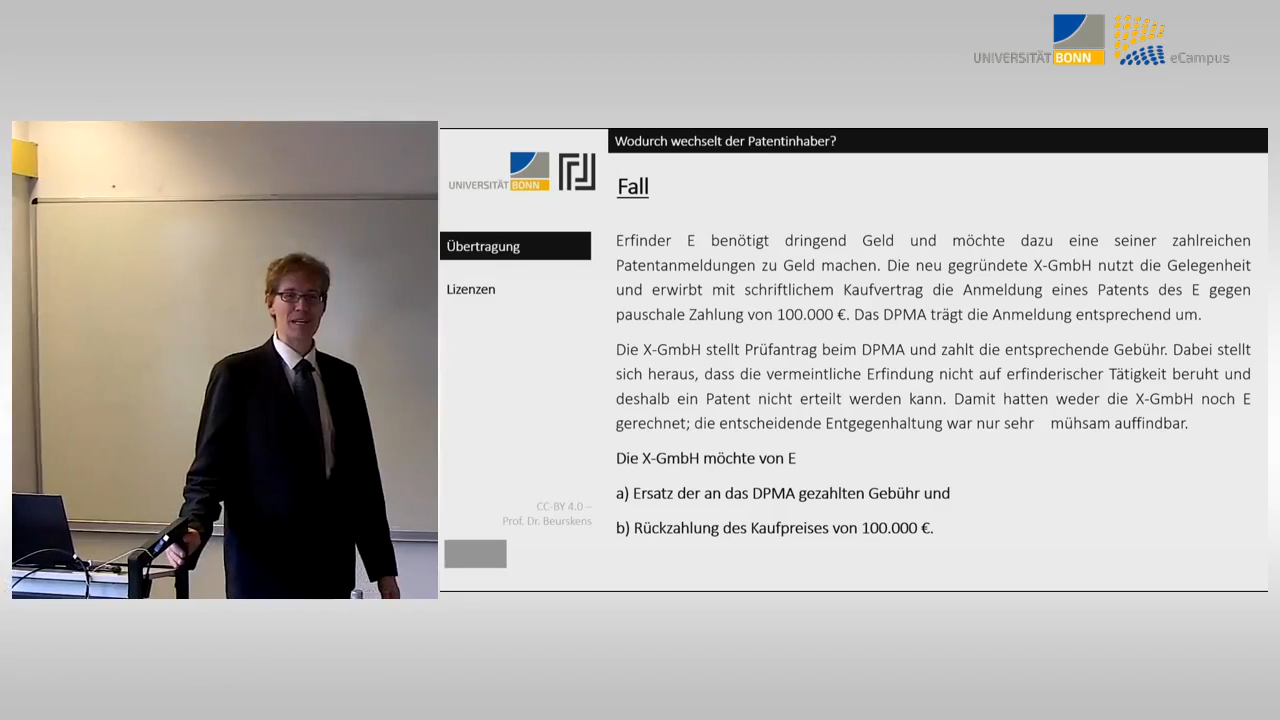 UNIVERSITÄT BONN eCampus
Wodurch wechselt der Patentinhaber?
UNIVERSITÄT BONN
Fall
Übertragung
Lizenzen
Erfinder E benötigt dringend Geld und möchte dazu eine seiner zahlreichen
Patentanmeldungen zu Geld machen. Die neu gegründete X-GmbH nutzt die Gelegenheit
und erwirbt mit schriftlichem Kaufvertrag die Anmeldung eines Patents des E gegen
pauschale Zahlung von 100.000 €. Das DPMA trägt die Anmeldung entsprechend um.
Die X-GmbH stellt Prüfantrag beim DPMA und zahlt die entsprechende Gebühr. Dabei stellt
sich heraus, dass die vermeintliche Erfindung nicht auf erfinderischer Tätigkeit beruht und
deshalb ein Patent nicht erteilt werden kann. Damit hatten weder die X-GmbH noch E
gerechnet; die entscheidende Entgegenhaltung war nur sehr mühsam auffindbar.
Die X-GmbH möchte von E
a) Ersatz der an das DPMA gezahlten Gebühr und
b) Rückzahlung des Kaufpreises von 100.000 €.
CC-BY 4.0 –
Prof. Dr. Beurskens